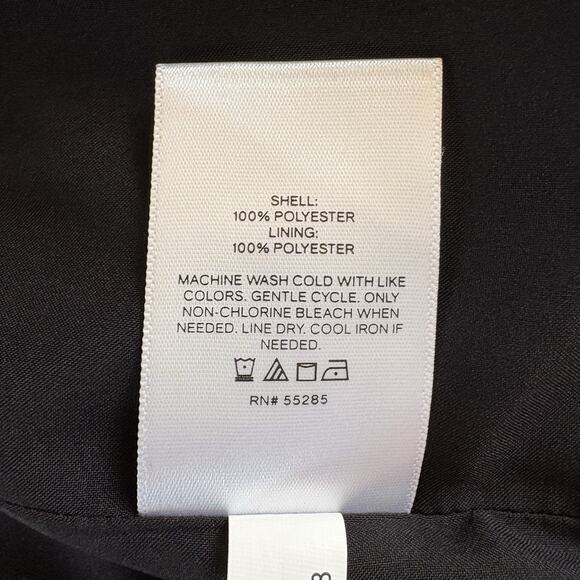 SHELL:
100% POLYESTER
LINING:
100% POLYESTER
MACHINE WASH COLD WITH LIKE
COLORS. GENTLE CYCLE. ONLY
NON-CHLORINE BLEACH WHEN
NEEDED. LINE DRY. COOL IRON IF
NEEDED.
RN# 55285